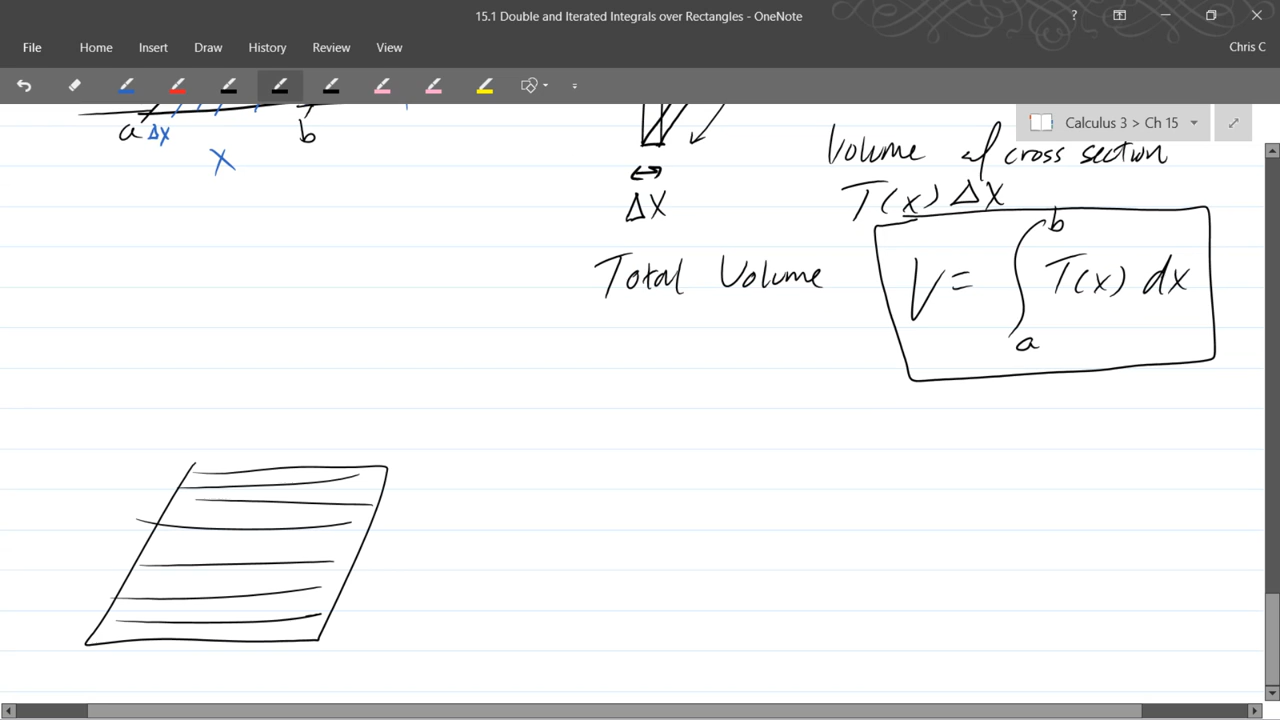 15.1 Double and Iterated Integrals over Rectangles - OneNote
?
File Home Insert Draw History Review View Chris C
Calculus 3 > Ch 15
a Δx b
X
ΔX
Volume of cross section
T(x) ΔX
Total Volume V = ∫ₐᵇ T(x) dx